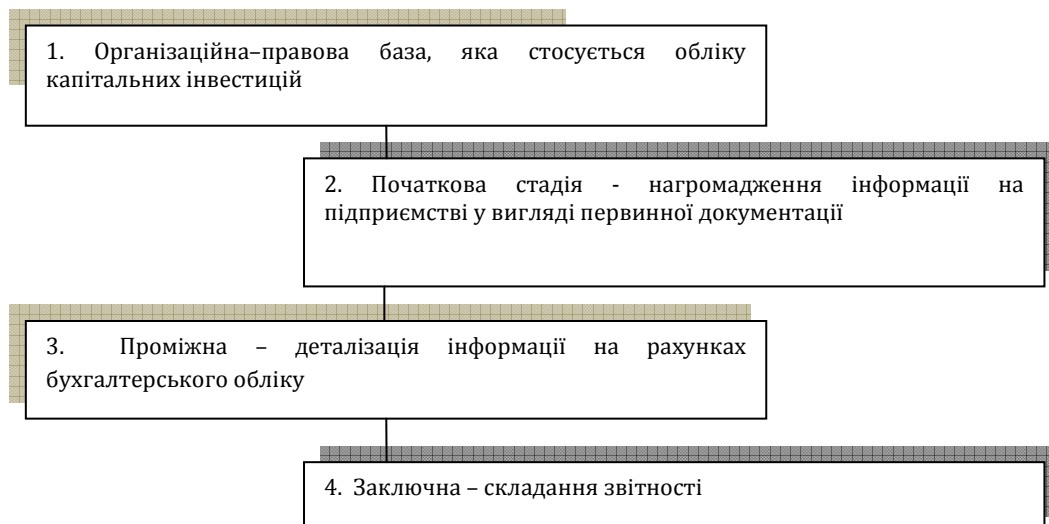 1. Організаційна–правова база, яка стосується обліку
капітальних інвестицій
2. Початкова стадія - нагромадження інформації на
підприємстві у вигляді первинної документації
3. Проміжна – деталізація інформації на рахунках
бухгалтерського обліку
4. Заключна – складання звітності